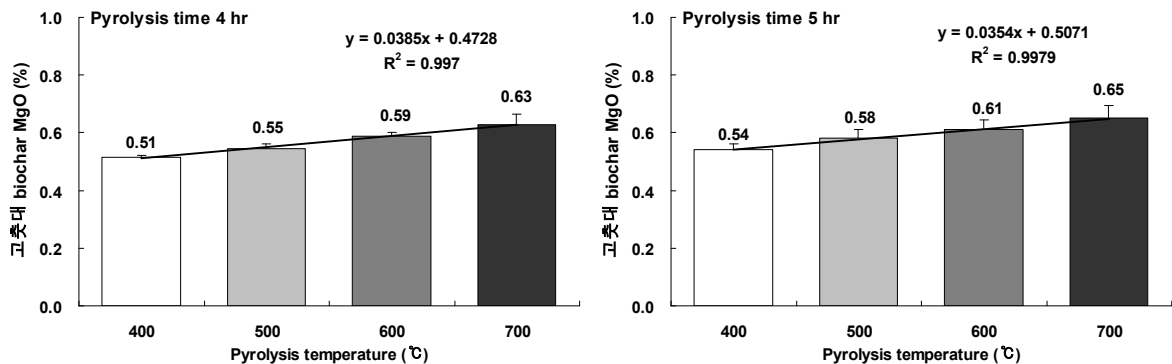 Pyrolysis time 4 hr
y = 0.0385x + 0.4728
R² = 0.997
고춧대 biochar MgO (%)
1.0
0.8
0.6
0.4
0.2
0.0
0.51
0.55
0.59
0.63
400
500
600
700
Pyrolysis temperature (℃)
Pyrolysis time 5 hr
y = 0.0354x + 0.5071
R² = 0.9979
고춧대 biochar MgO (%)
1.0
0.8
0.6
0.4
0.2
0.0
0.54
0.58
0.61
0.65
400
500
600
700
Pyrolysis temperature (℃)